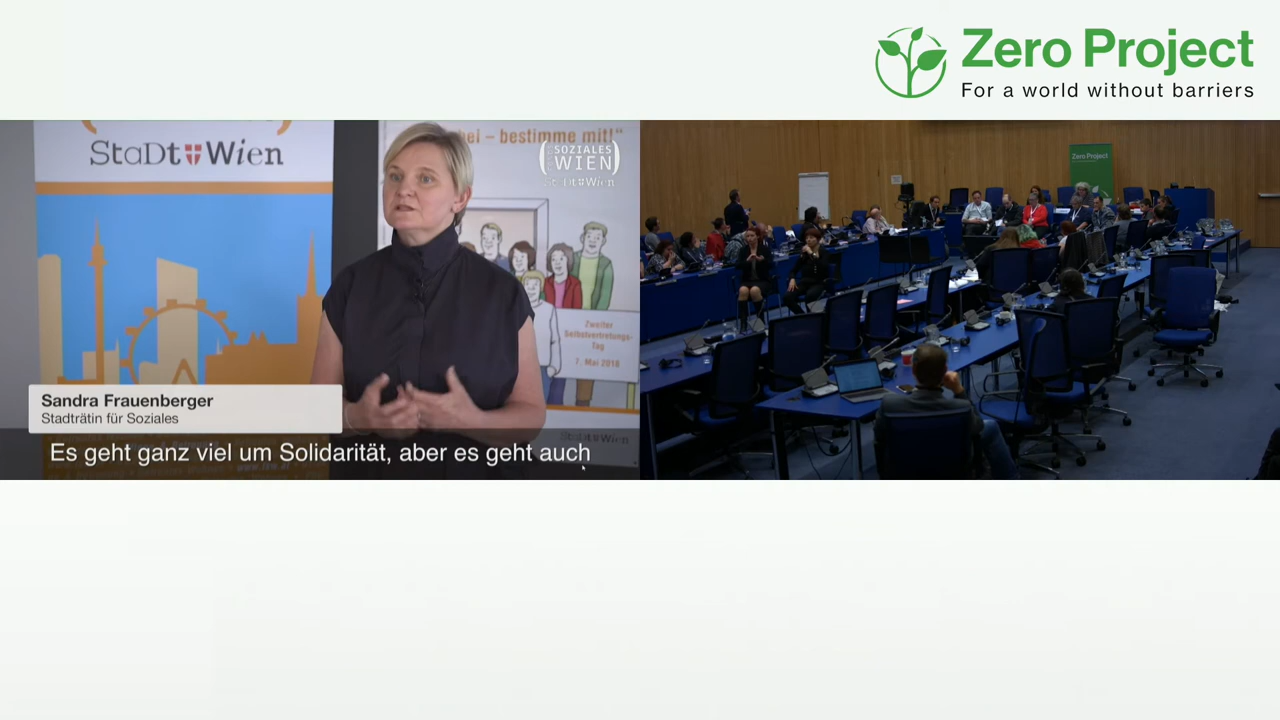 Zero Project
For a world without barriers
StaDt Wien
bei – bestimme mit!“
SOZIALES
WIEN
StaDt Wien
Zweiter
Selbstvertretungs-
Tag
7. Mai 2018
Sandra Frauenberger
Stadträtin für Soziales
Es geht ganz viel um Solidarität, aber es geht auch
Zero Project